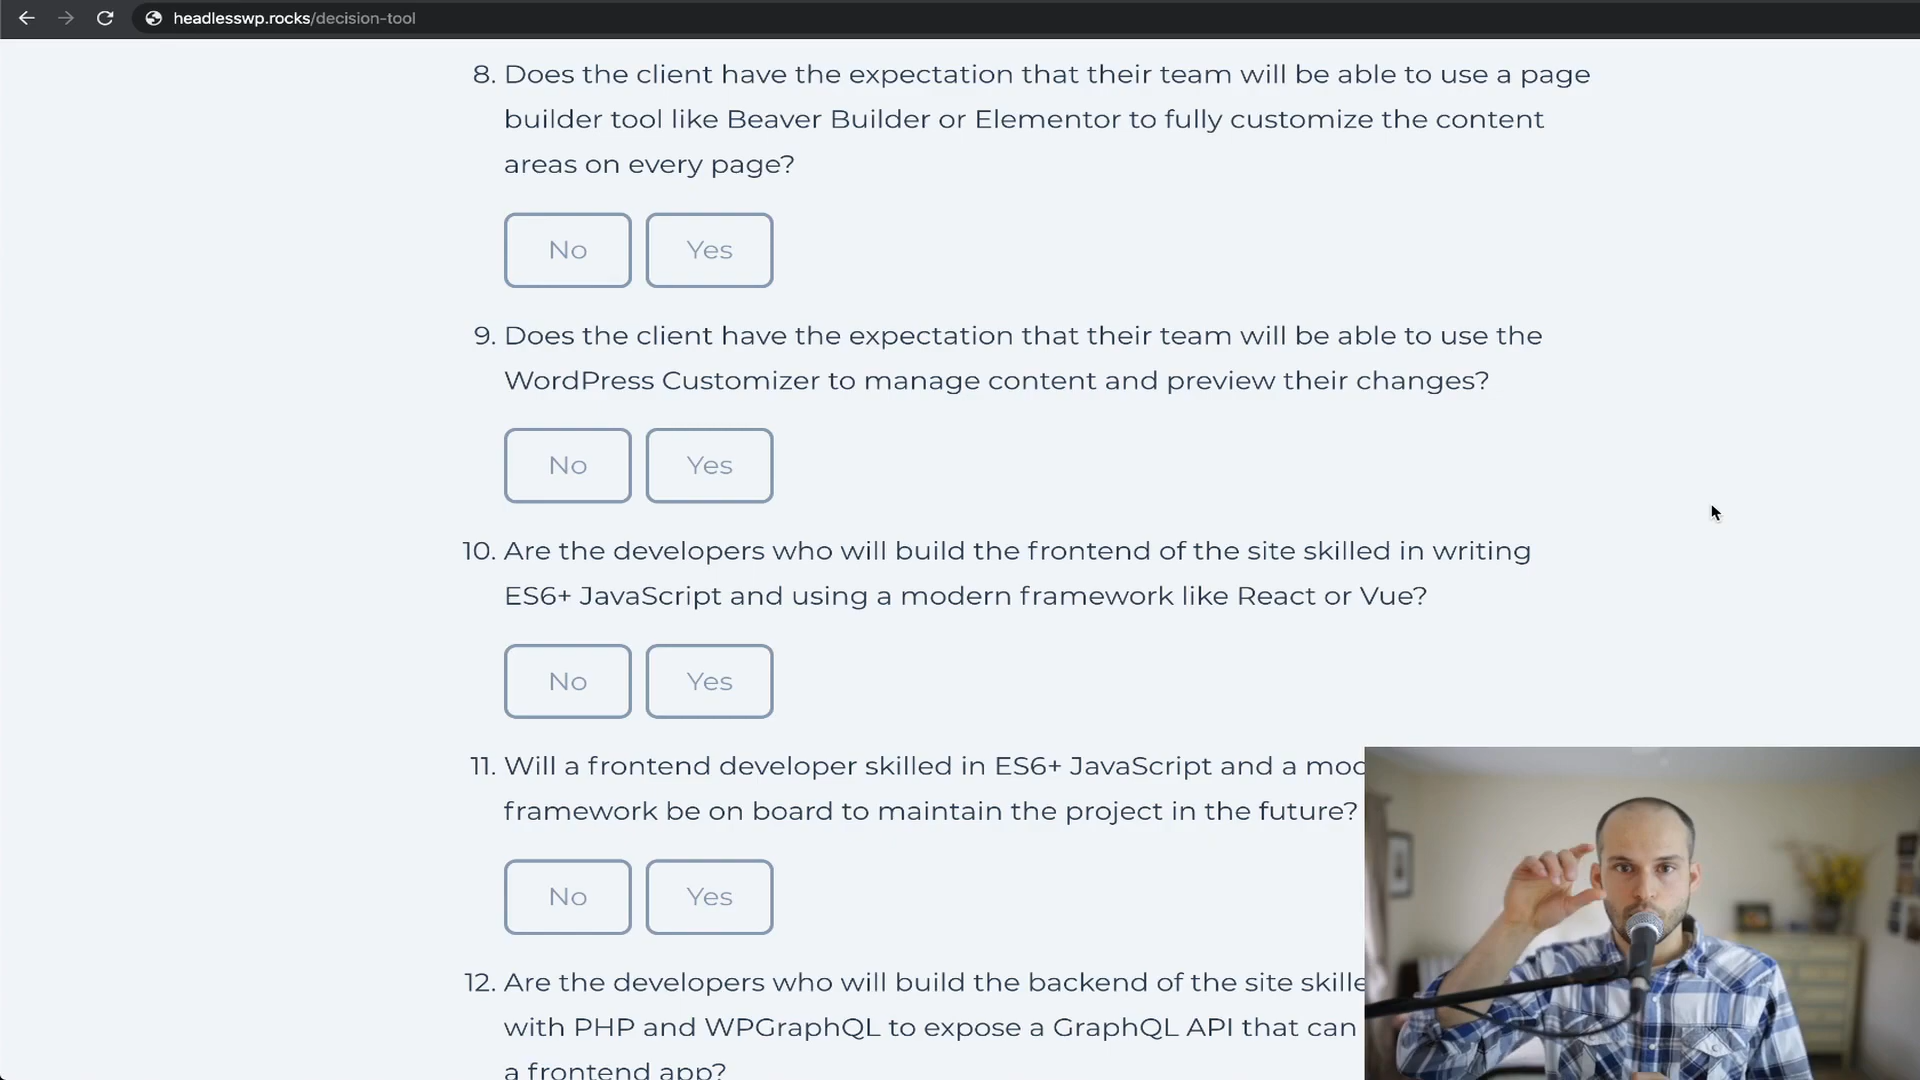 headlesswp.rocks/decision-tool
8. Does the client have the expectation that their team will be able to use a page
builder tool like Beaver Builder or Elementor to fully customize the content
areas on every page?
No Yes
9. Does the client have the expectation that their team will be able to use the
WordPress Customizer to manage content and preview their changes?
No Yes
10. Are the developers who will build the frontend of the site skilled in writing
ES6+ JavaScript and using a modern framework like React or Vue?
No Yes
11. Will a frontend developer skilled in ES6+ JavaScript and a
framework be on board to maintain the project in the future?
No Yes
12. Are the developers who will build the backend of the site
with PHP and WPGraphQL to expose a GraphQL API that can
a frontend app?